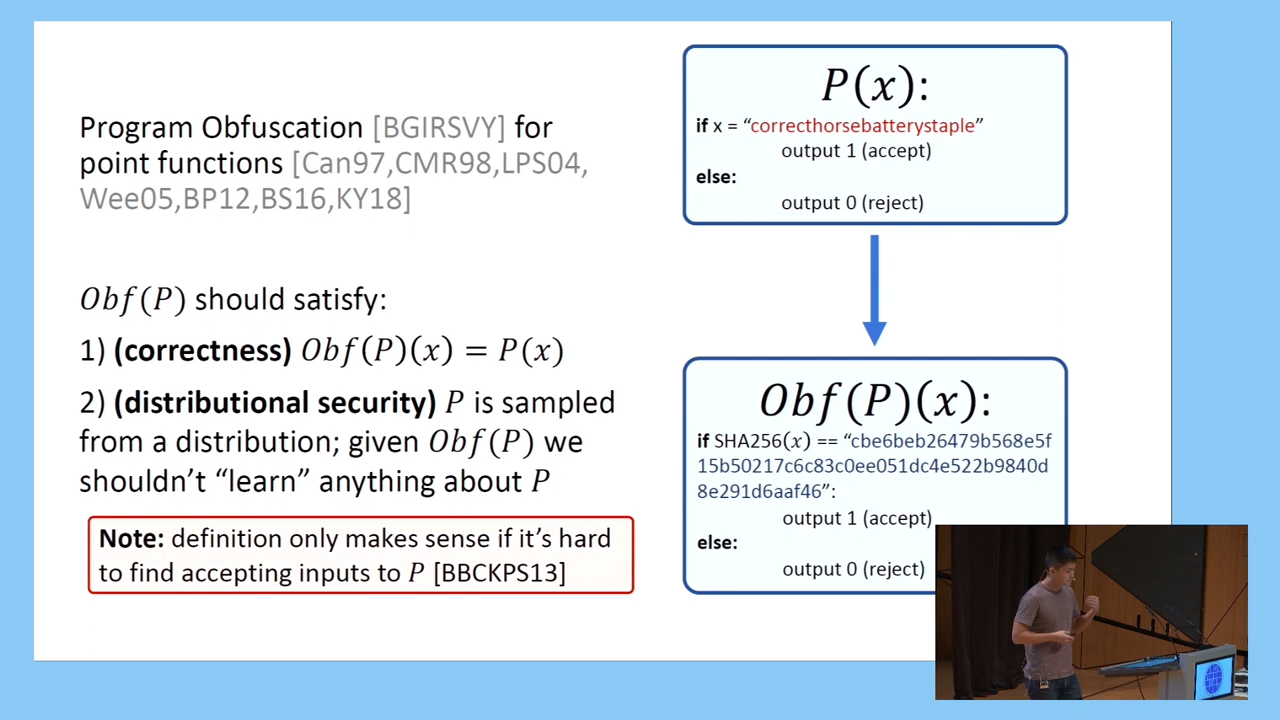 Program Obfuscation [BGIRSVY] for
point functions [Can97,CMR98,LPS04,
Wee05,BP12,BS16,KY18]
Obf(P) should satisfy:
1) (correctness) Obf(P)(x) = P(x)
2) (distributional security) P is sampled
from a distribution; given Obf(P) we
shouldn't “learn” anything about P
Note: definition only makes sense if it's hard
to find accepting inputs to P [BBCKPS13]
P(x):
if x = “correcthorsebatterystaple”
output 1 (accept)
else:
output 0 (reject)
Obf(P)(x):
if SHA256(x) == “cbe6beb26479b568e5f
15b50217c6c83c0ee051dc4e522b9840d
8e291d6aaf46”:
output 1 (accept)
else:
output 0 (reject)